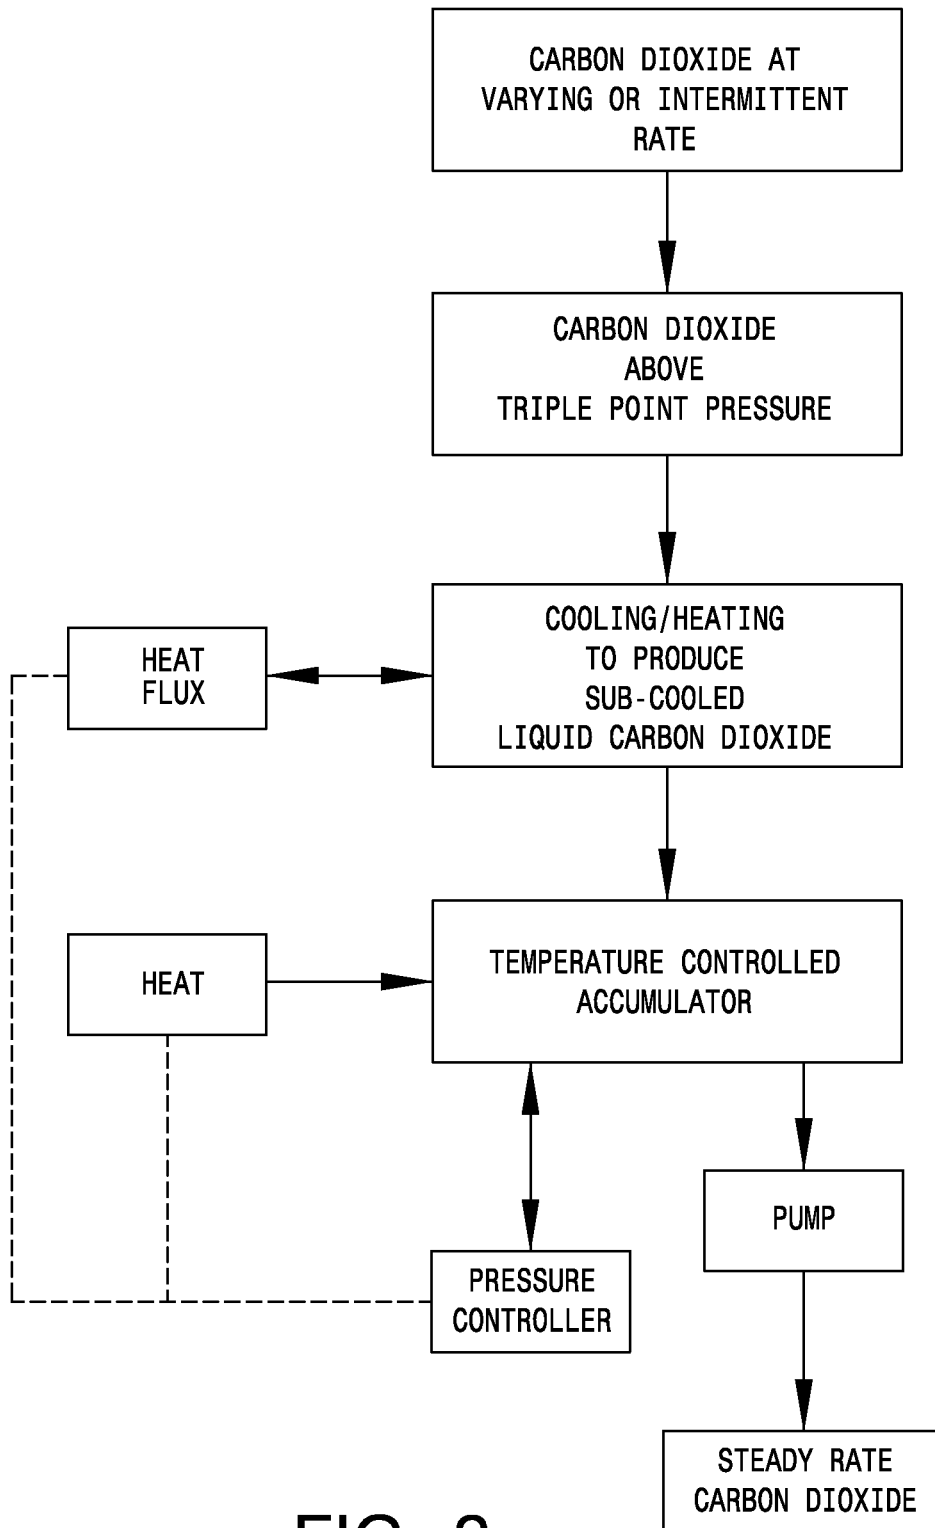 CARBON DIOXIDE AT
VARYING OR INTERMITTENT
RATE
CARBON DIOXIDE
ABOVE
TRIPLE POINT PRESSURE
COOLING/HEATING
TO PRODUCE
SUB-COOLED
LIQUID CARBON DIOXIDE
HEAT
FLUX
TEMPERATURE CONTROLLED
ACCUMULATOR
HEAT
PUMP
PRESSURE
CONTROLLER
STEADY RATE
CARBON DIOXIDE
FIG.